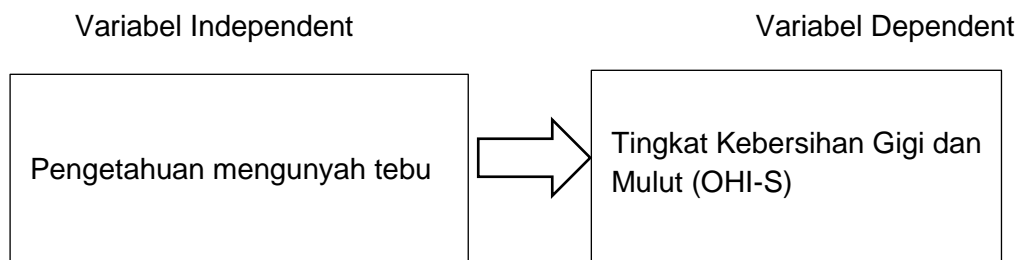 Variabel Independent
Variabel Dependent
Pengetahuan mengunyah tebu
Tingkat Kebersihan Gigi dan
Mulut (OHI-S)